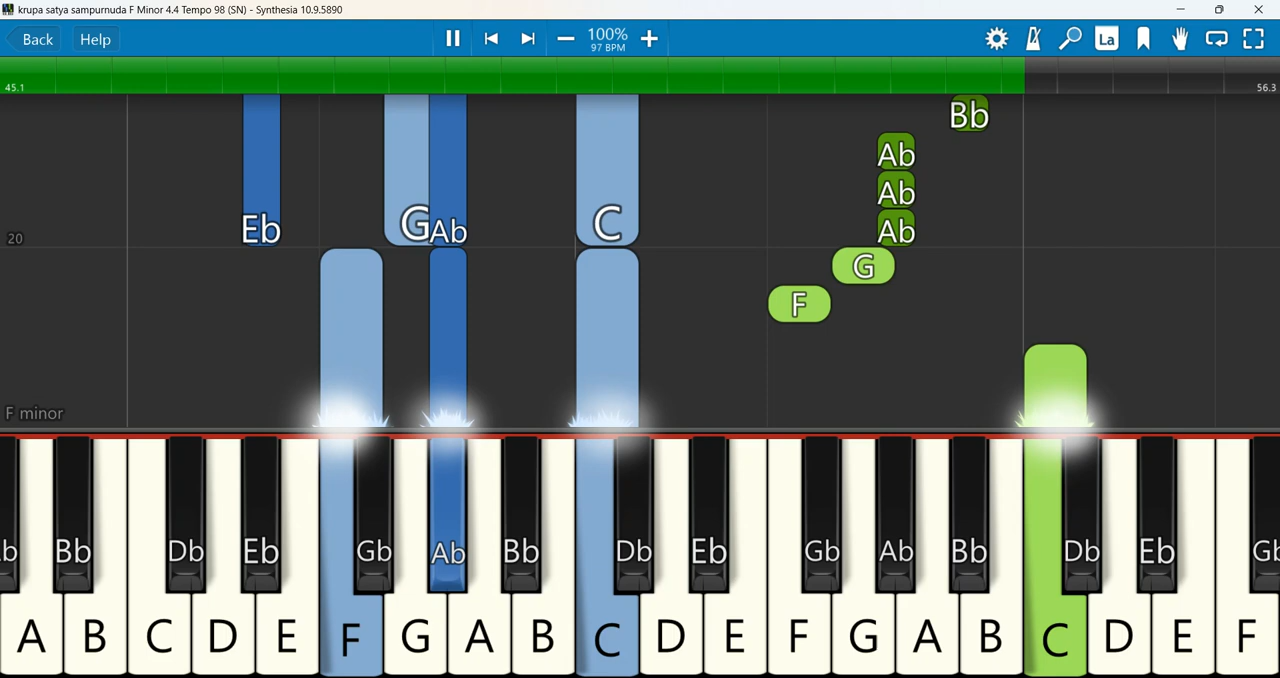 krupa satya sampurnuda F Minor 4.4 Tempo 98 (SN) - Synthesia 10.9.5890
Back Help 100% La
97 BPM
45.1 56.3
Bb
Ab
Ab
Eb G Ab C Ab
20
G
F
F minor
b Bb Db Eb Gb Ab Bb Db Eb Gb Ab Bb Db Eb Gb
A B C D E F G A B C D E F G A B C D E F